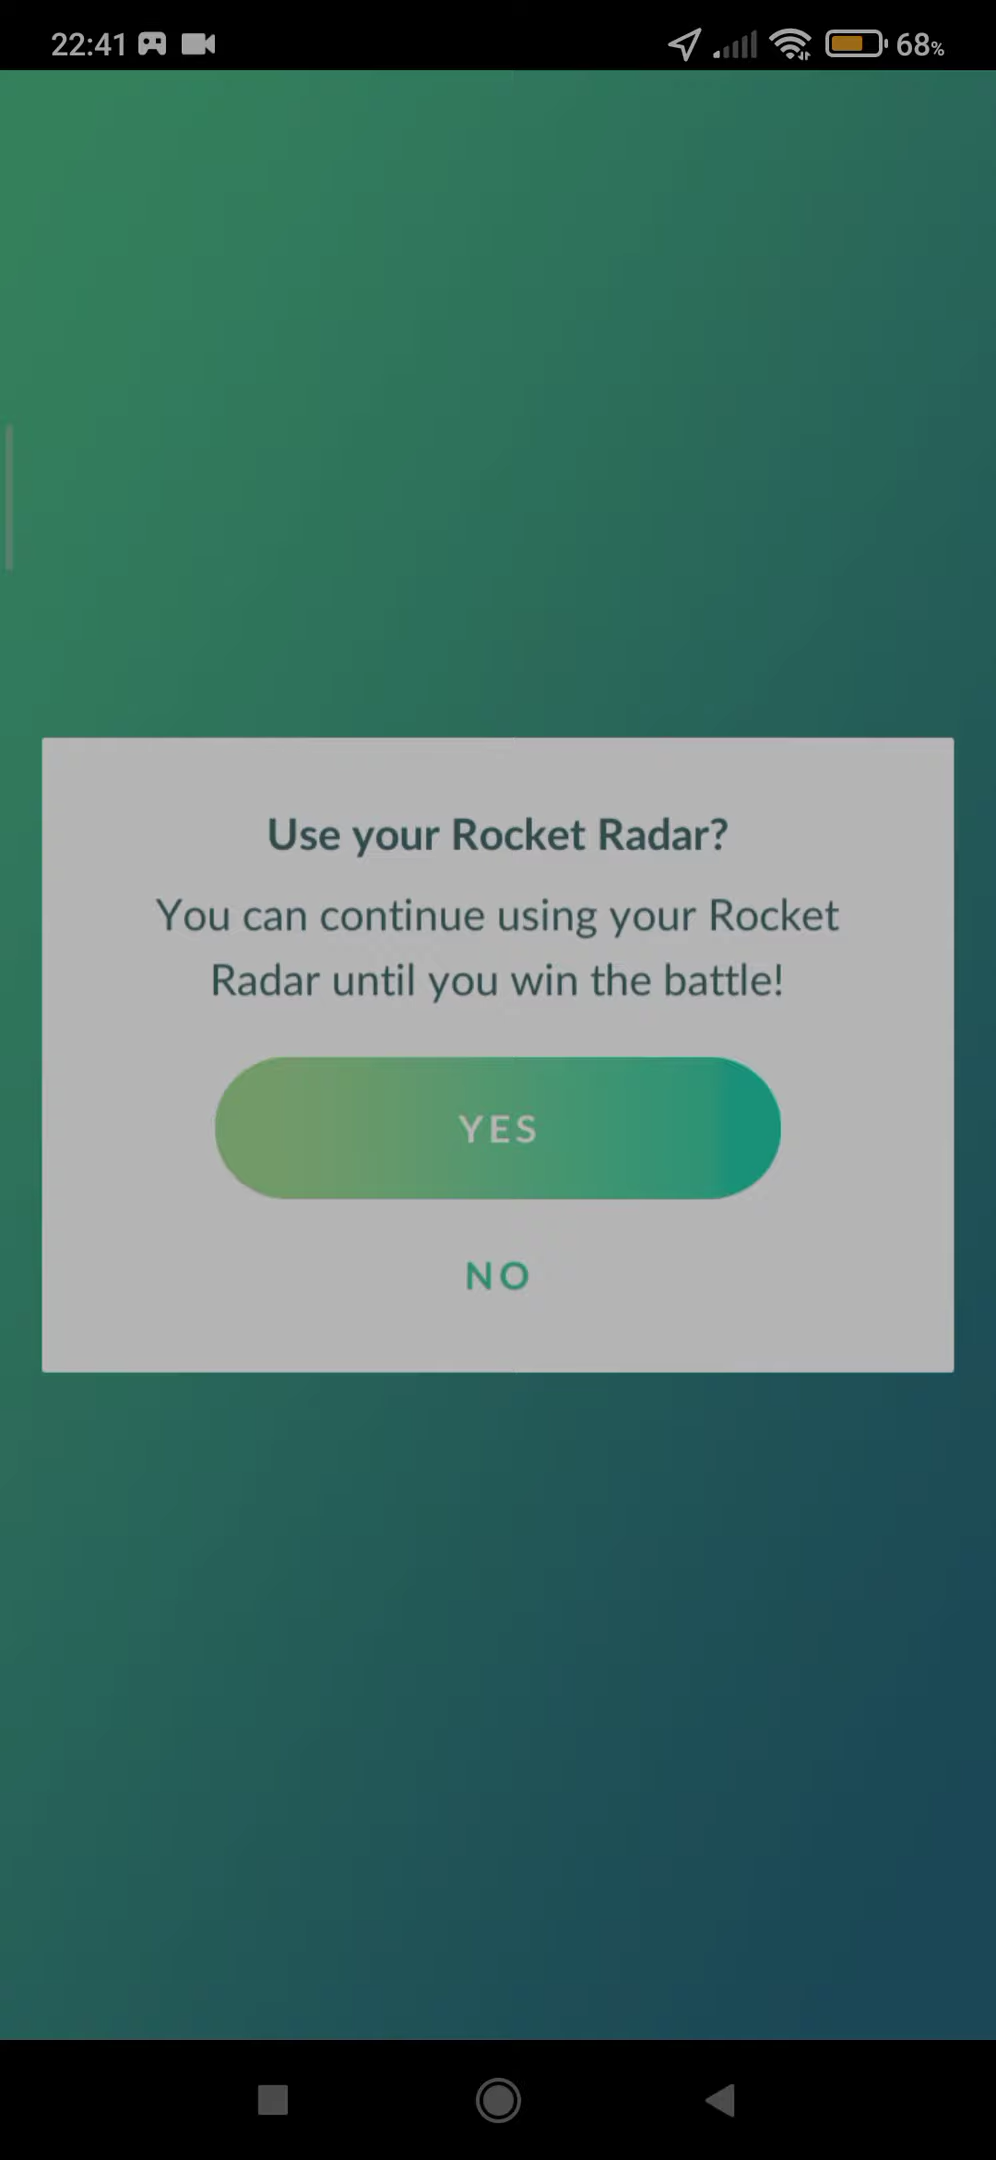 22:41
68%
Use your Rocket Radar?
You can continue using your Rocket
Radar until you win the battle!
YES
NO